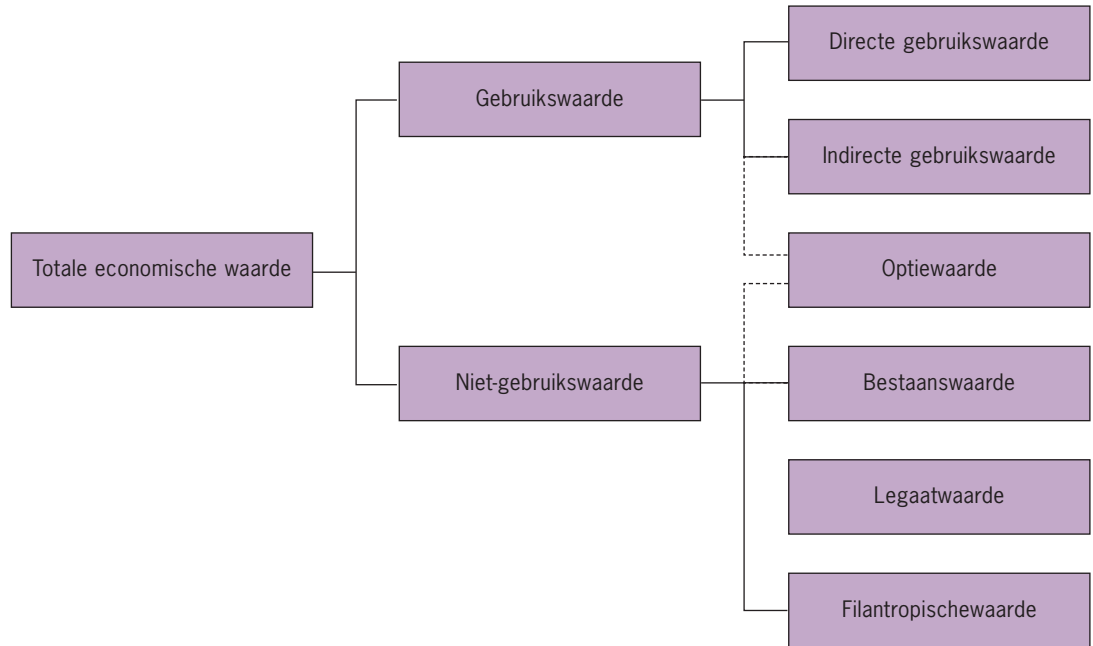 Totale economische waarde
Gebruikswaarde
Niet-gebruikswaarde
Directe gebruikswaarde
Indirecte gebruikswaarde
Optiewaarde
Bestaanswaarde
Legaatwaarde
Filantropischewaarde